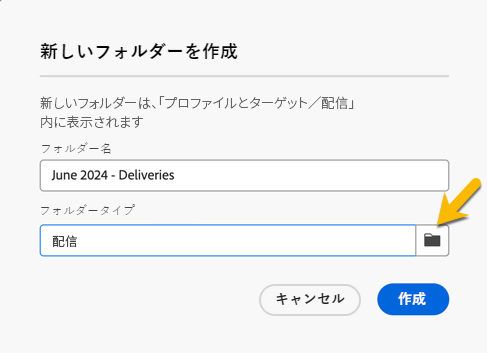 新しいフォルダーを作成
新しいフォルダーは、「プロファイルとターゲット／配信」
内に表示されます
フォルダー名
June 2024 - Deliveries
フォルダータイプ
配信
キャンセル
作成